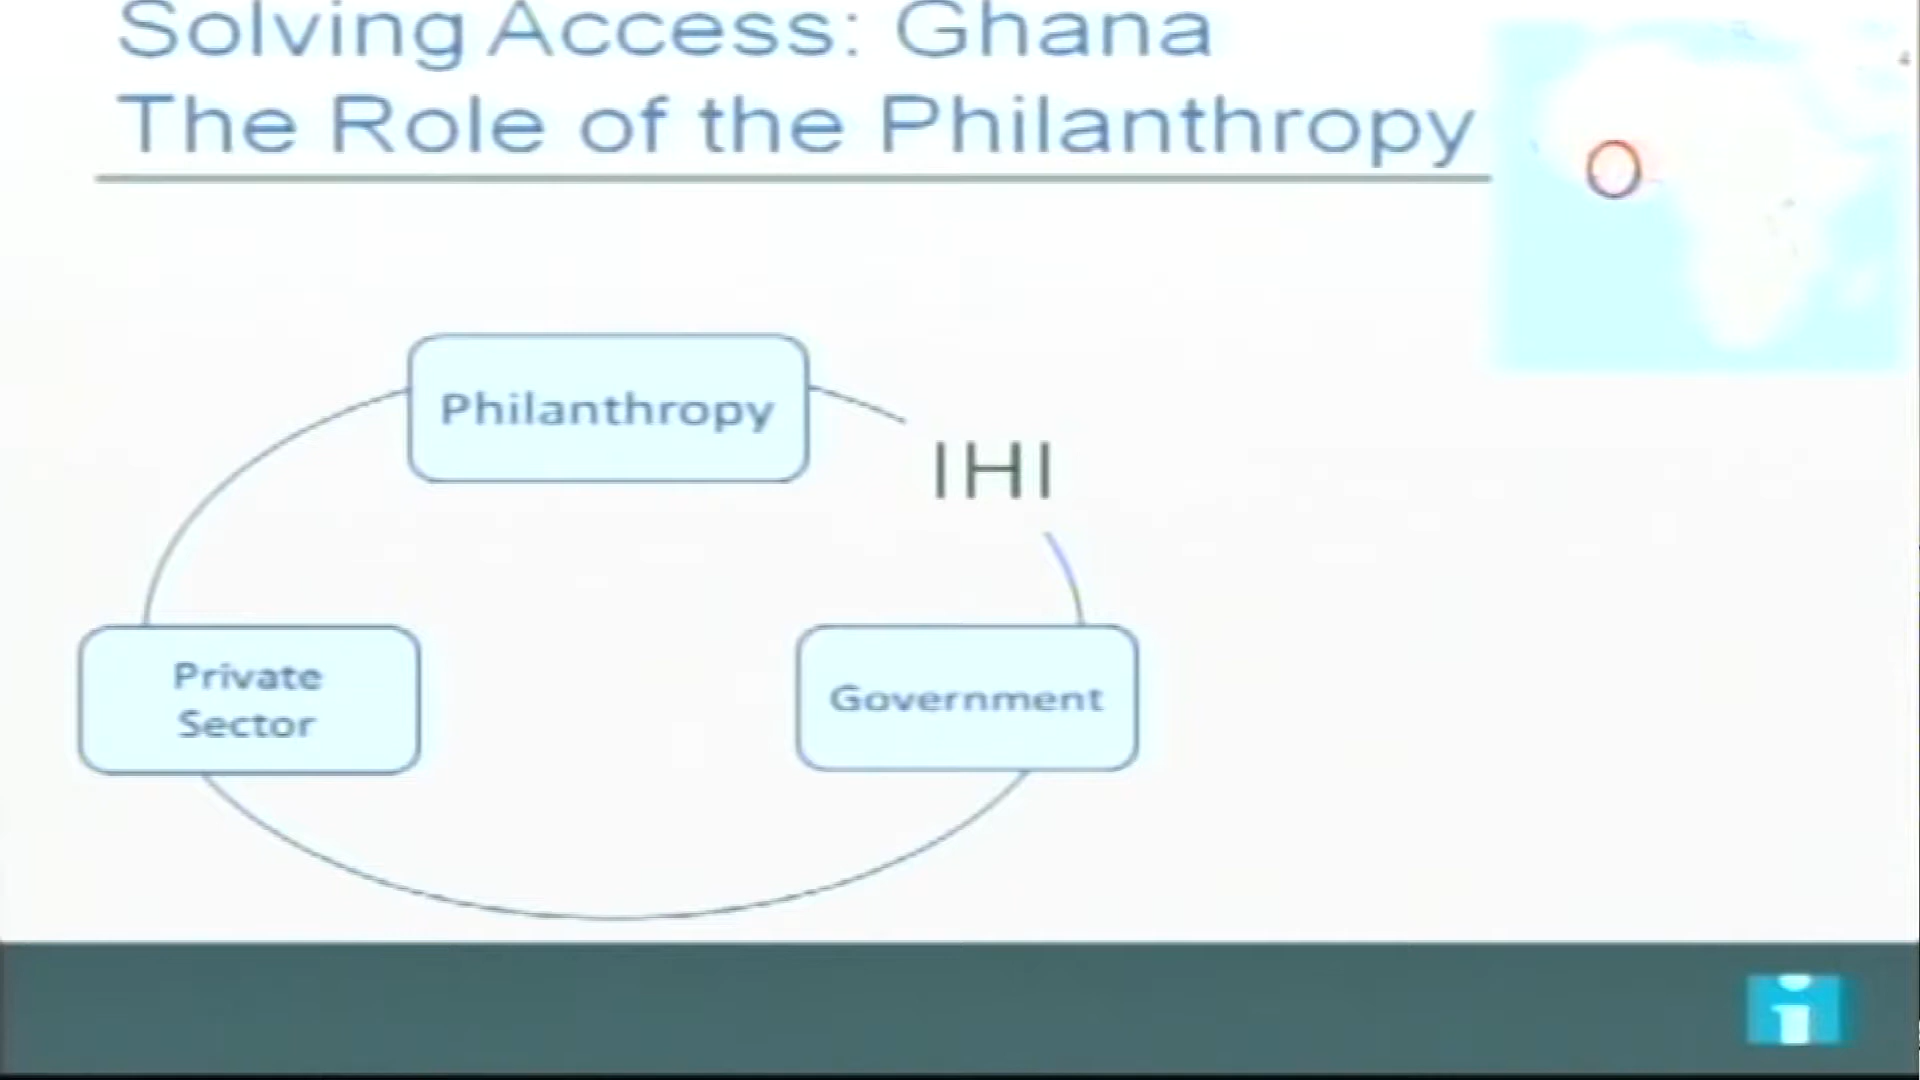 Solving Access: Ghana
The Role of the Philanthropy
Philanthropy
IHI
Private
Sector
Government
i